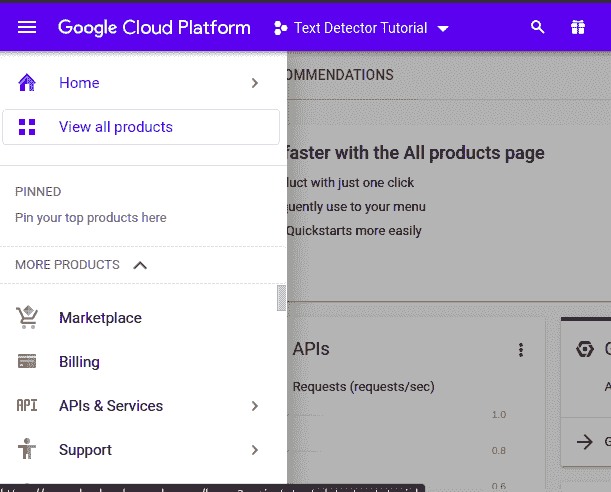 Google Cloud Platform
Text Detector Tutorial
Home
View all products
PINNED
Pin your top products here
MORE PRODUCTS
Marketplace
Billing
API
APIs & Services
Support
OMMENDATIONS
faster with the All products page
duct with just one click
quently use to your menu
Quickstarts more easily
APIs
Requests (requests/sec)
1.0
0.8
0.6